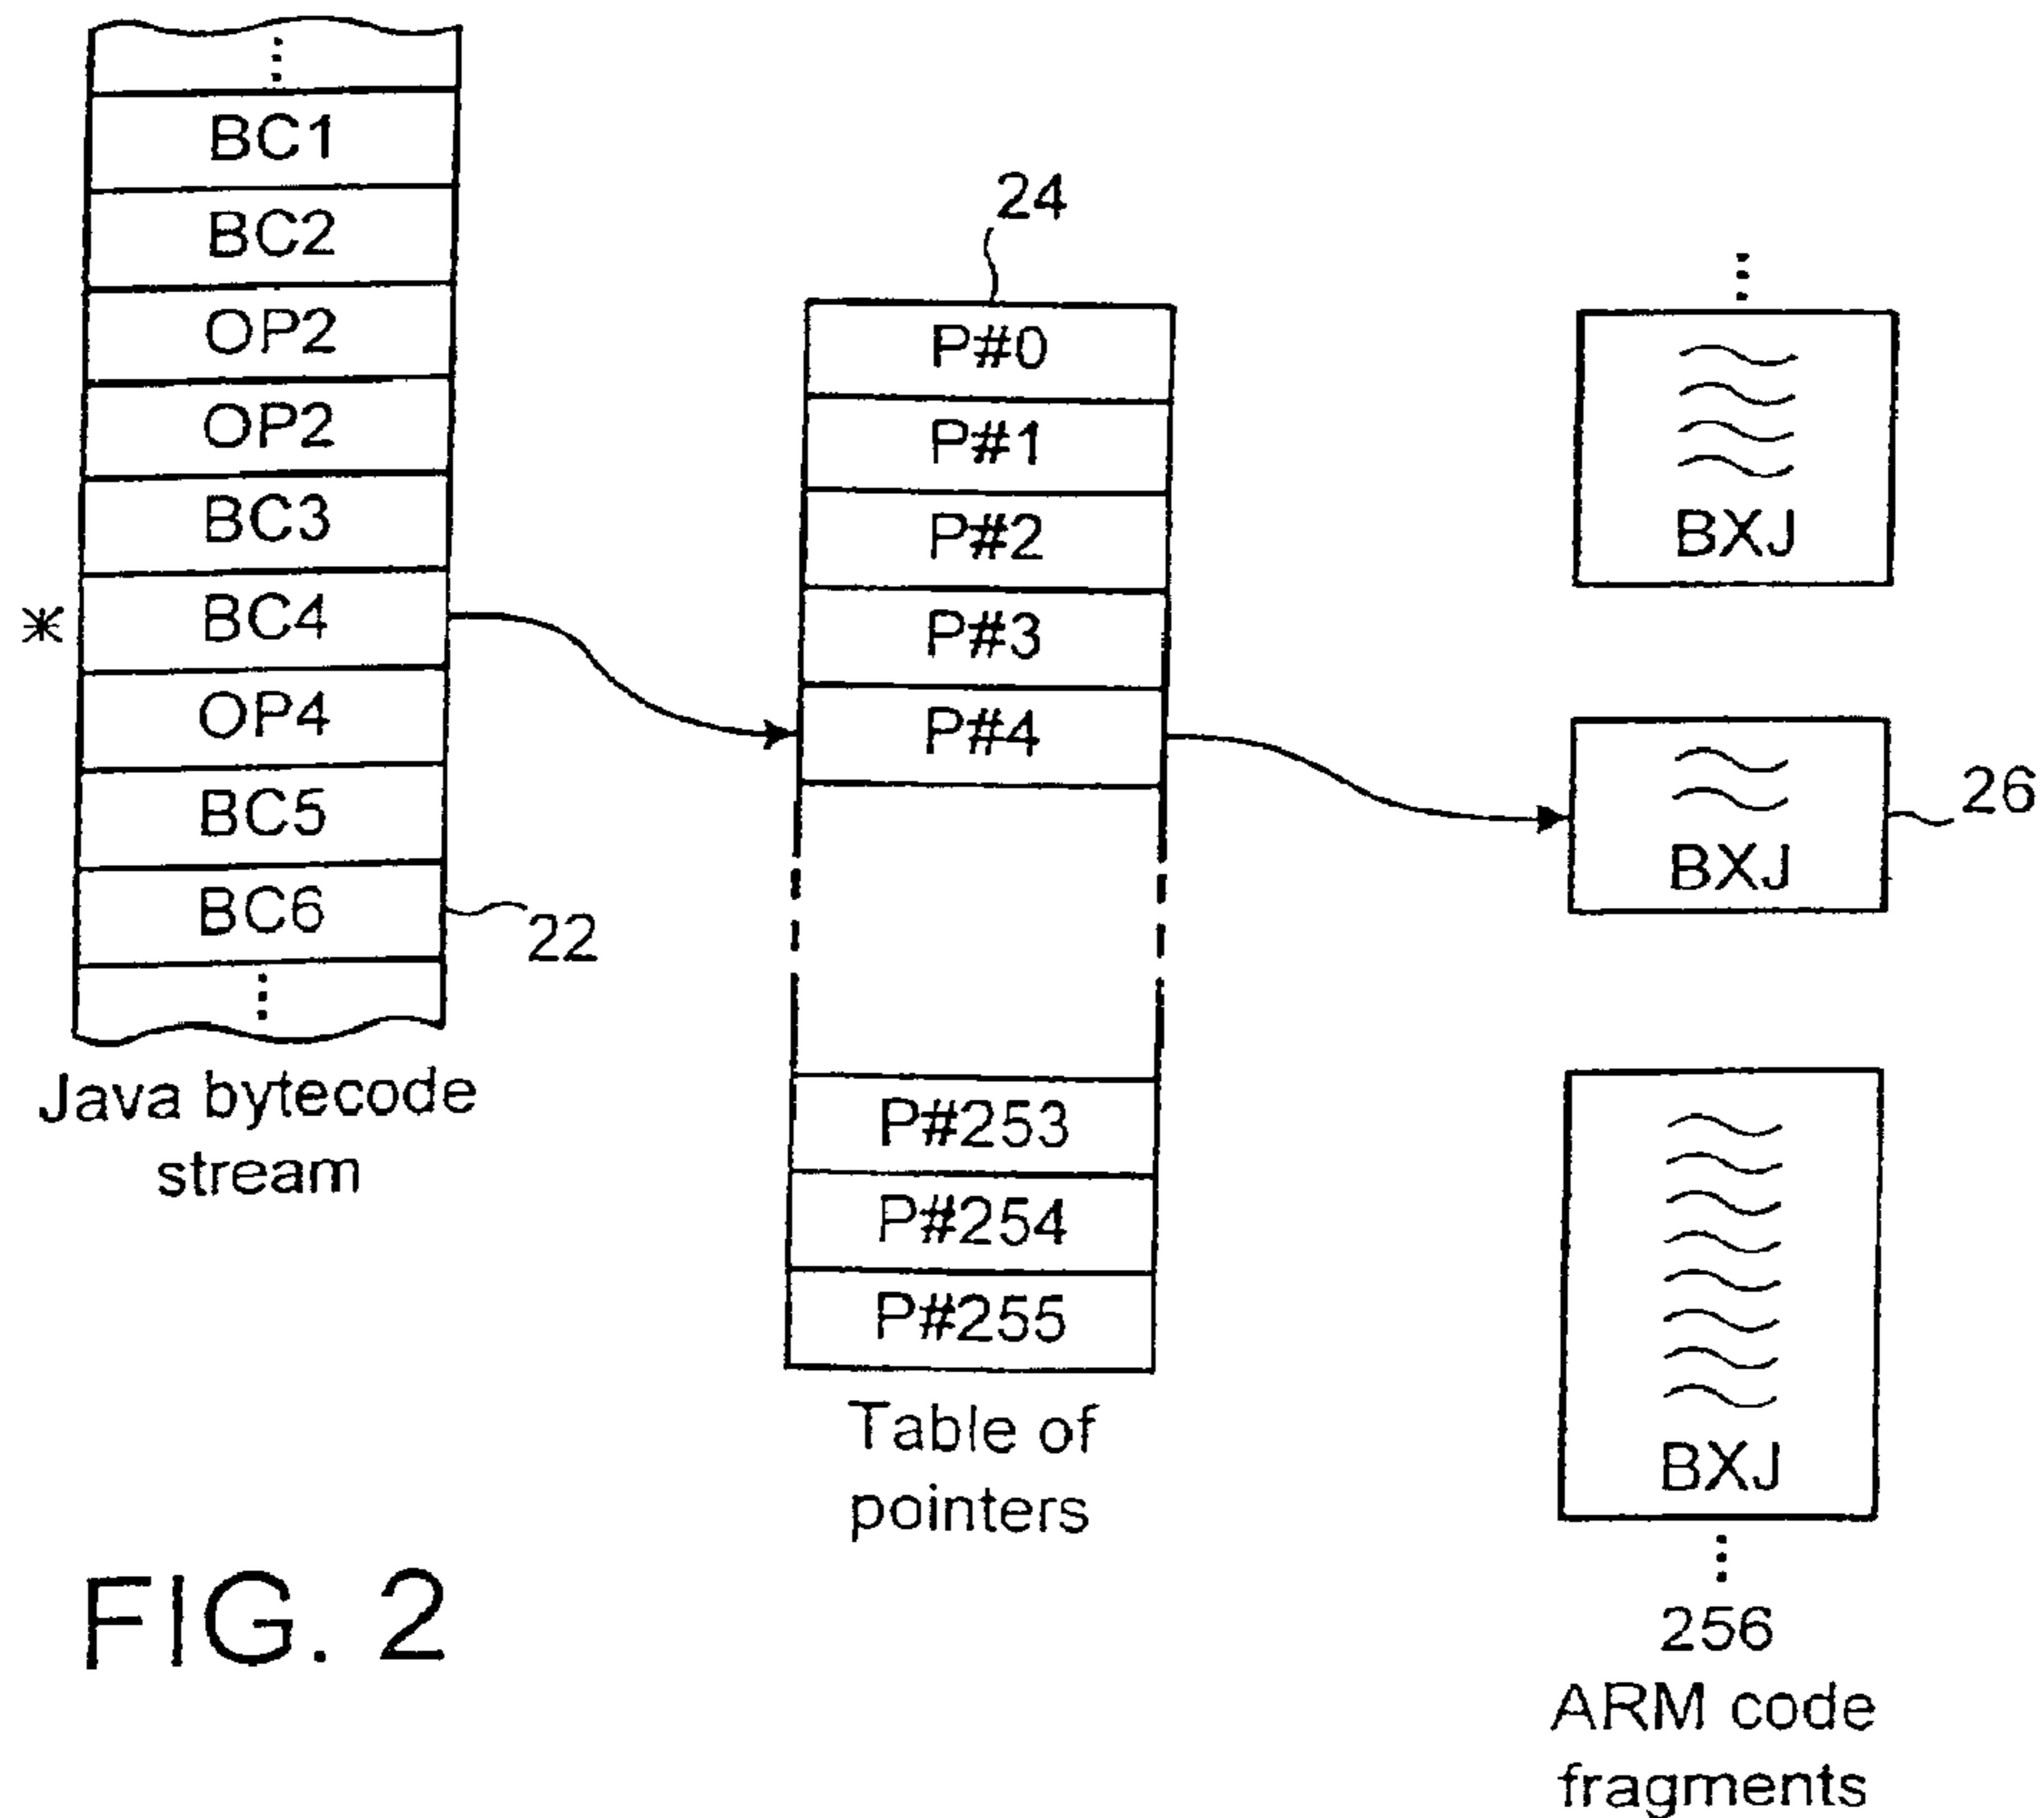 BC1
BC2
OP2
OP2
BC3
* BC4
OP4
BC5
BC6
22
Java bytecode
stream
24
P#0
P#1
P#2
P#3
P#4
P#253
P#254
P#255
Table of
pointers
BXJ
BXJ
26
BXJ
256
ARM code
fragments
FIG. 2